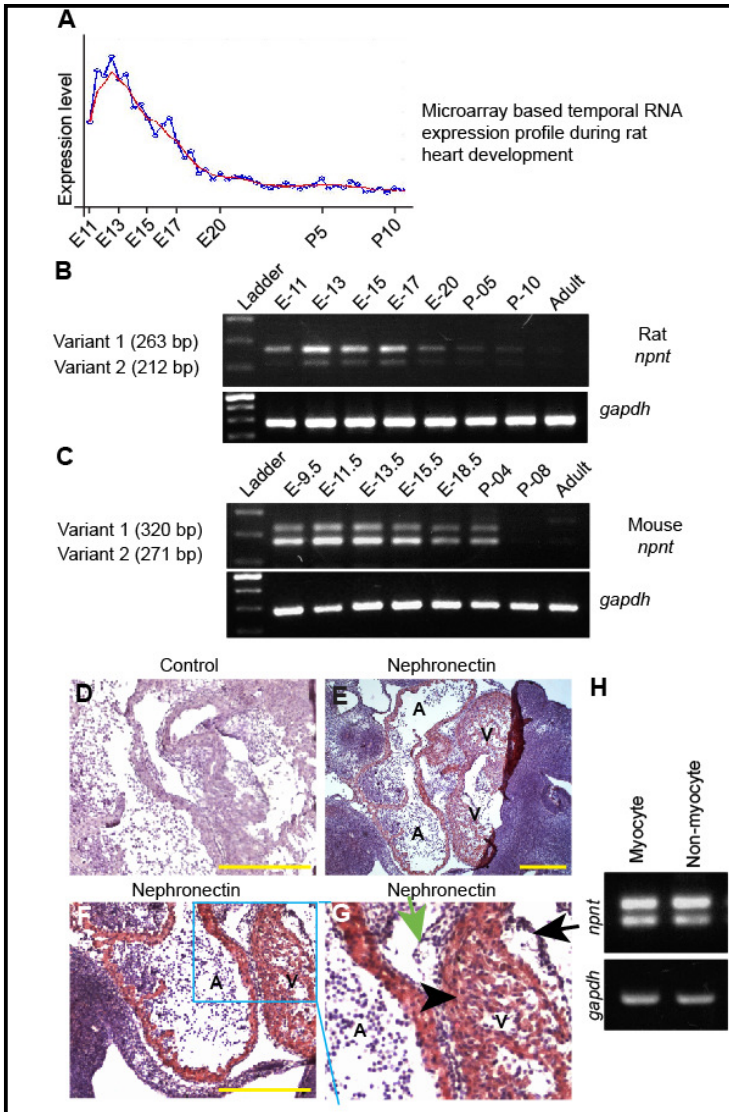 A
Expression level
E11
E13
E15
E17
E20
P5
P10
Microarray based temporal RNA
expression profile during rat
heart development
B
Ladder
E-11
E-13
E-15
E-17
E-20
P-05
P-10
Adult
Variant 1 (263 bp)
Variant 2 (212 bp)
Rat
npnt
gapdh
C
Ladder
E-9.5
E-11.5
E-13.5
E-15.5
E-18.5
P-04
P-08
Adult
Variant 1 (320 bp)
Variant 2 (271 bp)
Mouse
npnt
gapdh
Control
D
Nephronectin
E
A
V
V
A
Nephronectin
F
A
V
Nephronectin
G
A
V
H
Myocyte
Non-myocyte
npnt
gapdh